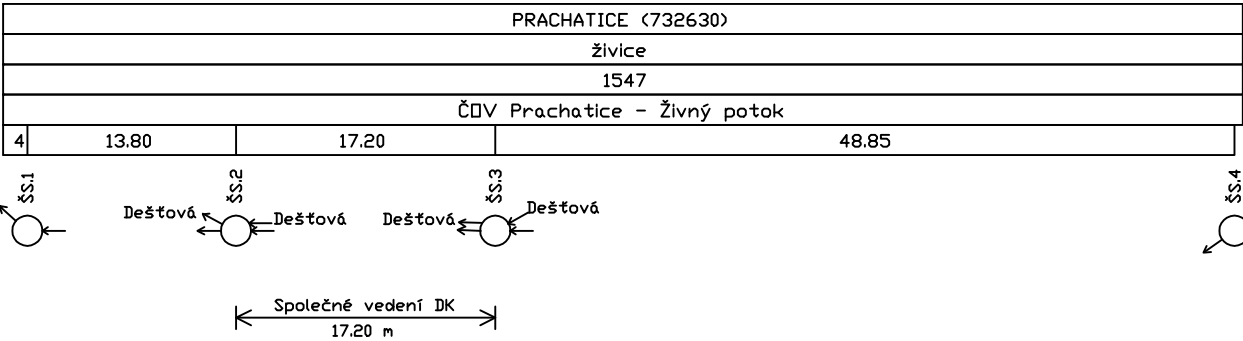 PRACHATICE (732630)
živice
1547
ČOV Prachatice - Živný potok
4 13.80 17.20 48.85
ŠS.1 ŠS.2 ŠS.3 ŠS.4
Dešťová Dešťová Dešťová Dešťová
Společné vedení DK
17.20 m